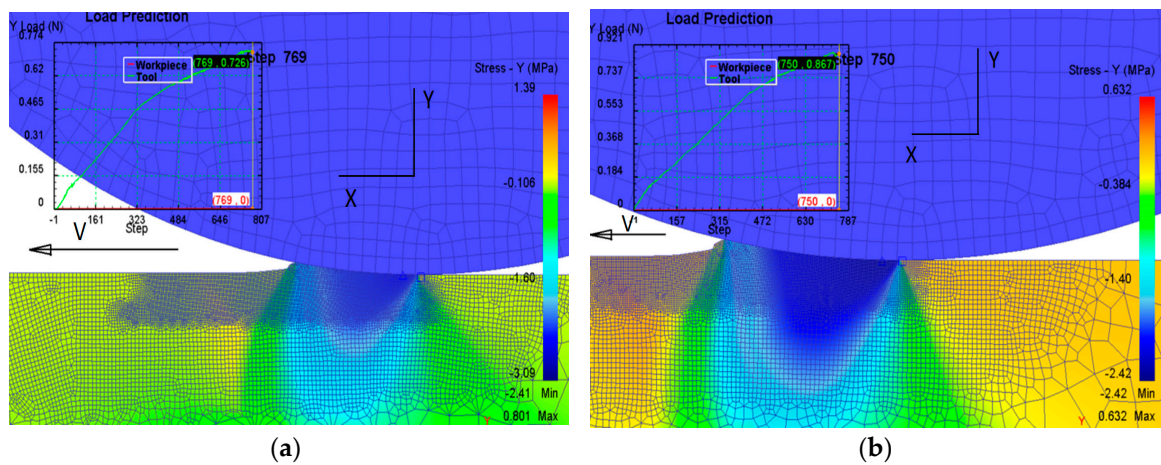 Load Prediction
Y Load (N)
0.774
0.62
0.465
0.31
0.155
0
-1 161 323 484 646 807
Step
Workpiece
Tool
(769 , 0.726)
Step 769
(769 , 0)
Y
X
V
Stress - Y (MPa)
1.39
-0.106
-1.60
-3.09
-2.41 Min
0.801 Max
Y
(a)
Load Prediction
Y Load (N)
0.921
0.737
0.553
0.368
0.184
0
1 157 315 472 630 787
Step
Workpiece
Tool
(750 , 0.867)
Step 750
(750 , 0)
Y
X
V
Stress - Y (MPa)
0.632
-0.384
-1.40
-2.42
-2.42 Min
0.632 Max
Y
(b)